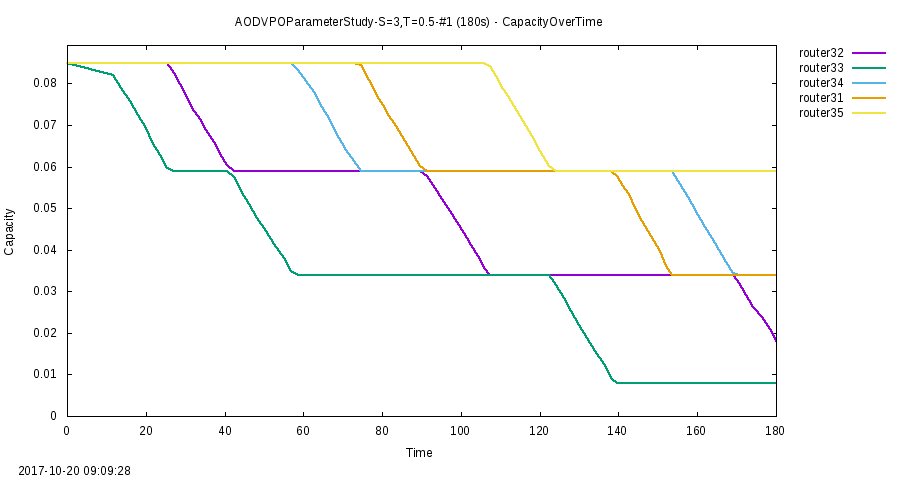 AODVPOParameterStudy-S=3,T=0.5-#1 (180s) - CapacityOverTime
router32
router33
router34
router31
router35
0.08
0.07
0.06
0.05
0.04
0.03
0.02
0.01
0
Capacity
0 20 40 60 80 100 120 140 160 180
Time
2017-10-20 09:09:28